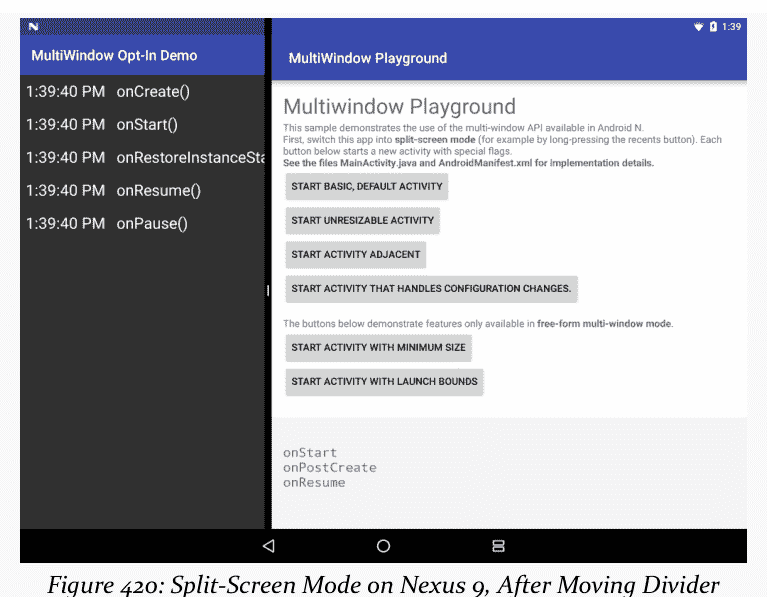 N
1:39
MultiWindow Opt-In Demo
MultiWindow Playground
1:39:40 PM onCreate()
1:39:40 PM onStart()
1:39:40 PM onRestoreInstanceSta
1:39:40 PM onResume()
1:39:40 PM onPause()
Multiwindow Playground
This sample demonstrates the use of the multi-window API available in Android N.
First, switch this app into split-screen mode (for example by long-pressing the recents button). Each
button below starts a new activity with special flags.
See the files MainActivity.java and AndroidManifest.xml for implementation details.
START BASIC, DEFAULT ACTIVITY
START UNRESIZABLE ACTIVITY
START ACTIVITY ADJACENT
START ACTIVITY THAT HANDLES CONFIGURATION CHANGES.
The buttons below demonstrate features only available in free-form multi-window mode.
START ACTIVITY WITH MINIMUM SIZE
START ACTIVITY WITH LAUNCH BOUNDS
onStart
onPostCreate
onResume
Figure 420: Split-Screen Mode on Nexus 9, After Moving Divider